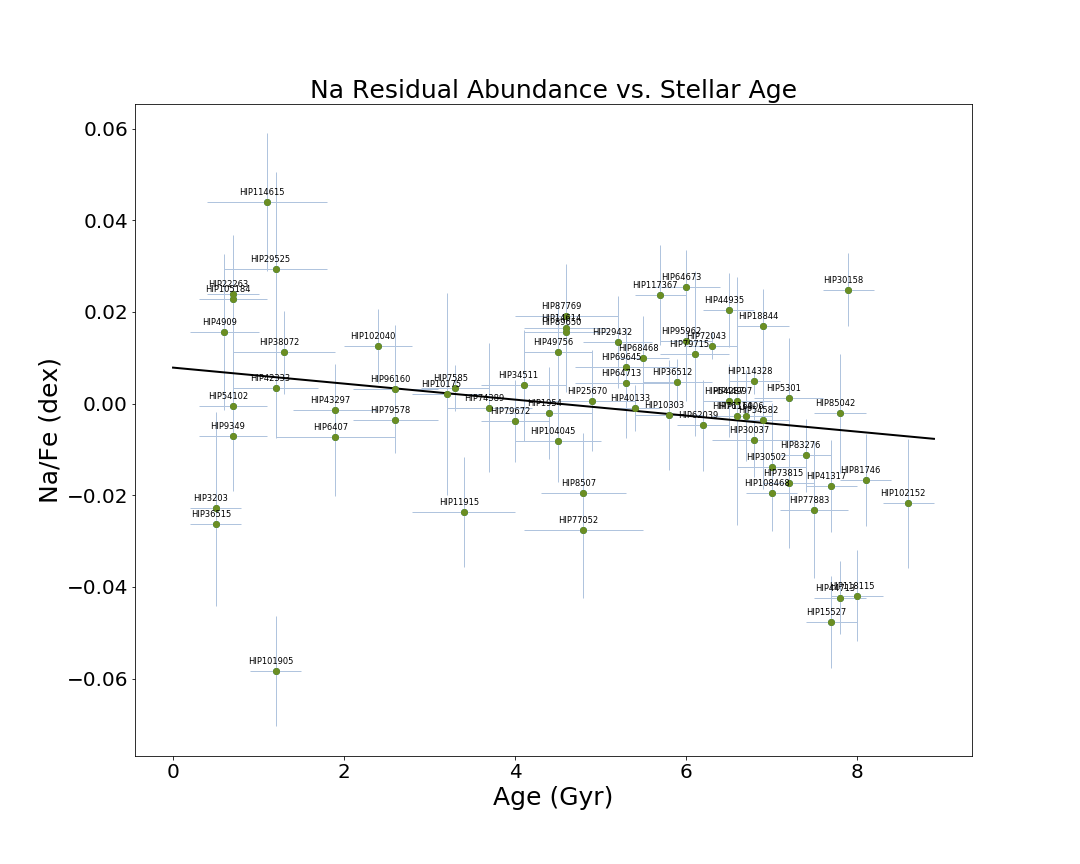 Na Residual Abundance vs. Stellar Age
Na/Fe (dex)
0.06
0.04
0.02
0.00
−0.02
−0.04
−0.06
0
2
4
6
8
Age (Gyr)
HIP114615
HIP29525
HIP22263
HIP105184
HIP4909
HIP38072
HIP42333
HIP54102
HIP9349
HIP3203
HIP36515
HIP101905
HIP102040
HIP96160
HIP43297
HIP79578
HIP6407
HIP7585
HIP10175
HIP74389
HIP11915
HIP34511
HIP79672
HIP1954
HIP104045
HIP87769
HIP89650
HIP49756
HIP25670
HIP8507
HIP77052
HIP29432
HIP68468
HIP69645
HIP64713
HIP40133
HIP10303
HIP36512
HIP62039
HIP117367
HIP64673
HIP95962
HIP72043
HIP79715
HIP44935
HIP18844
HIP114328
HIP5301
HIP34582
HIP30037
HIP30502
HIP73815
HIP108468
HIP83276
HIP41317
HIP77883
HIP85042
HIP81746
HIP102152
HIP30158
HIP118115
HIP15527